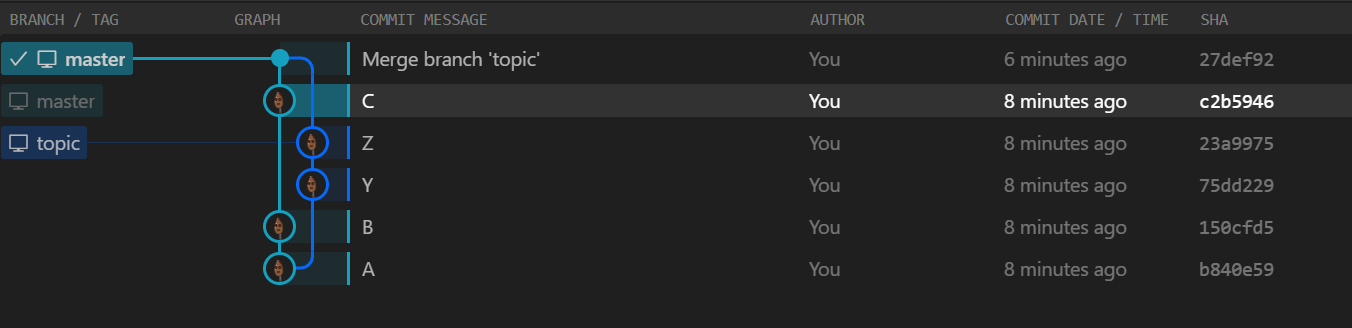 BRANCH / TAG GRAPH COMMIT MESSAGE AUTHOR COMMIT DATE / TIME SHA
master Merge branch 'topic' You 6 minutes ago 27def92
master C You 8 minutes ago c2b5946
topic Z You 8 minutes ago 23a9975
Y You 8 minutes ago 75dd229
B You 8 minutes ago 150cfd5
A You 8 minutes ago b840e59